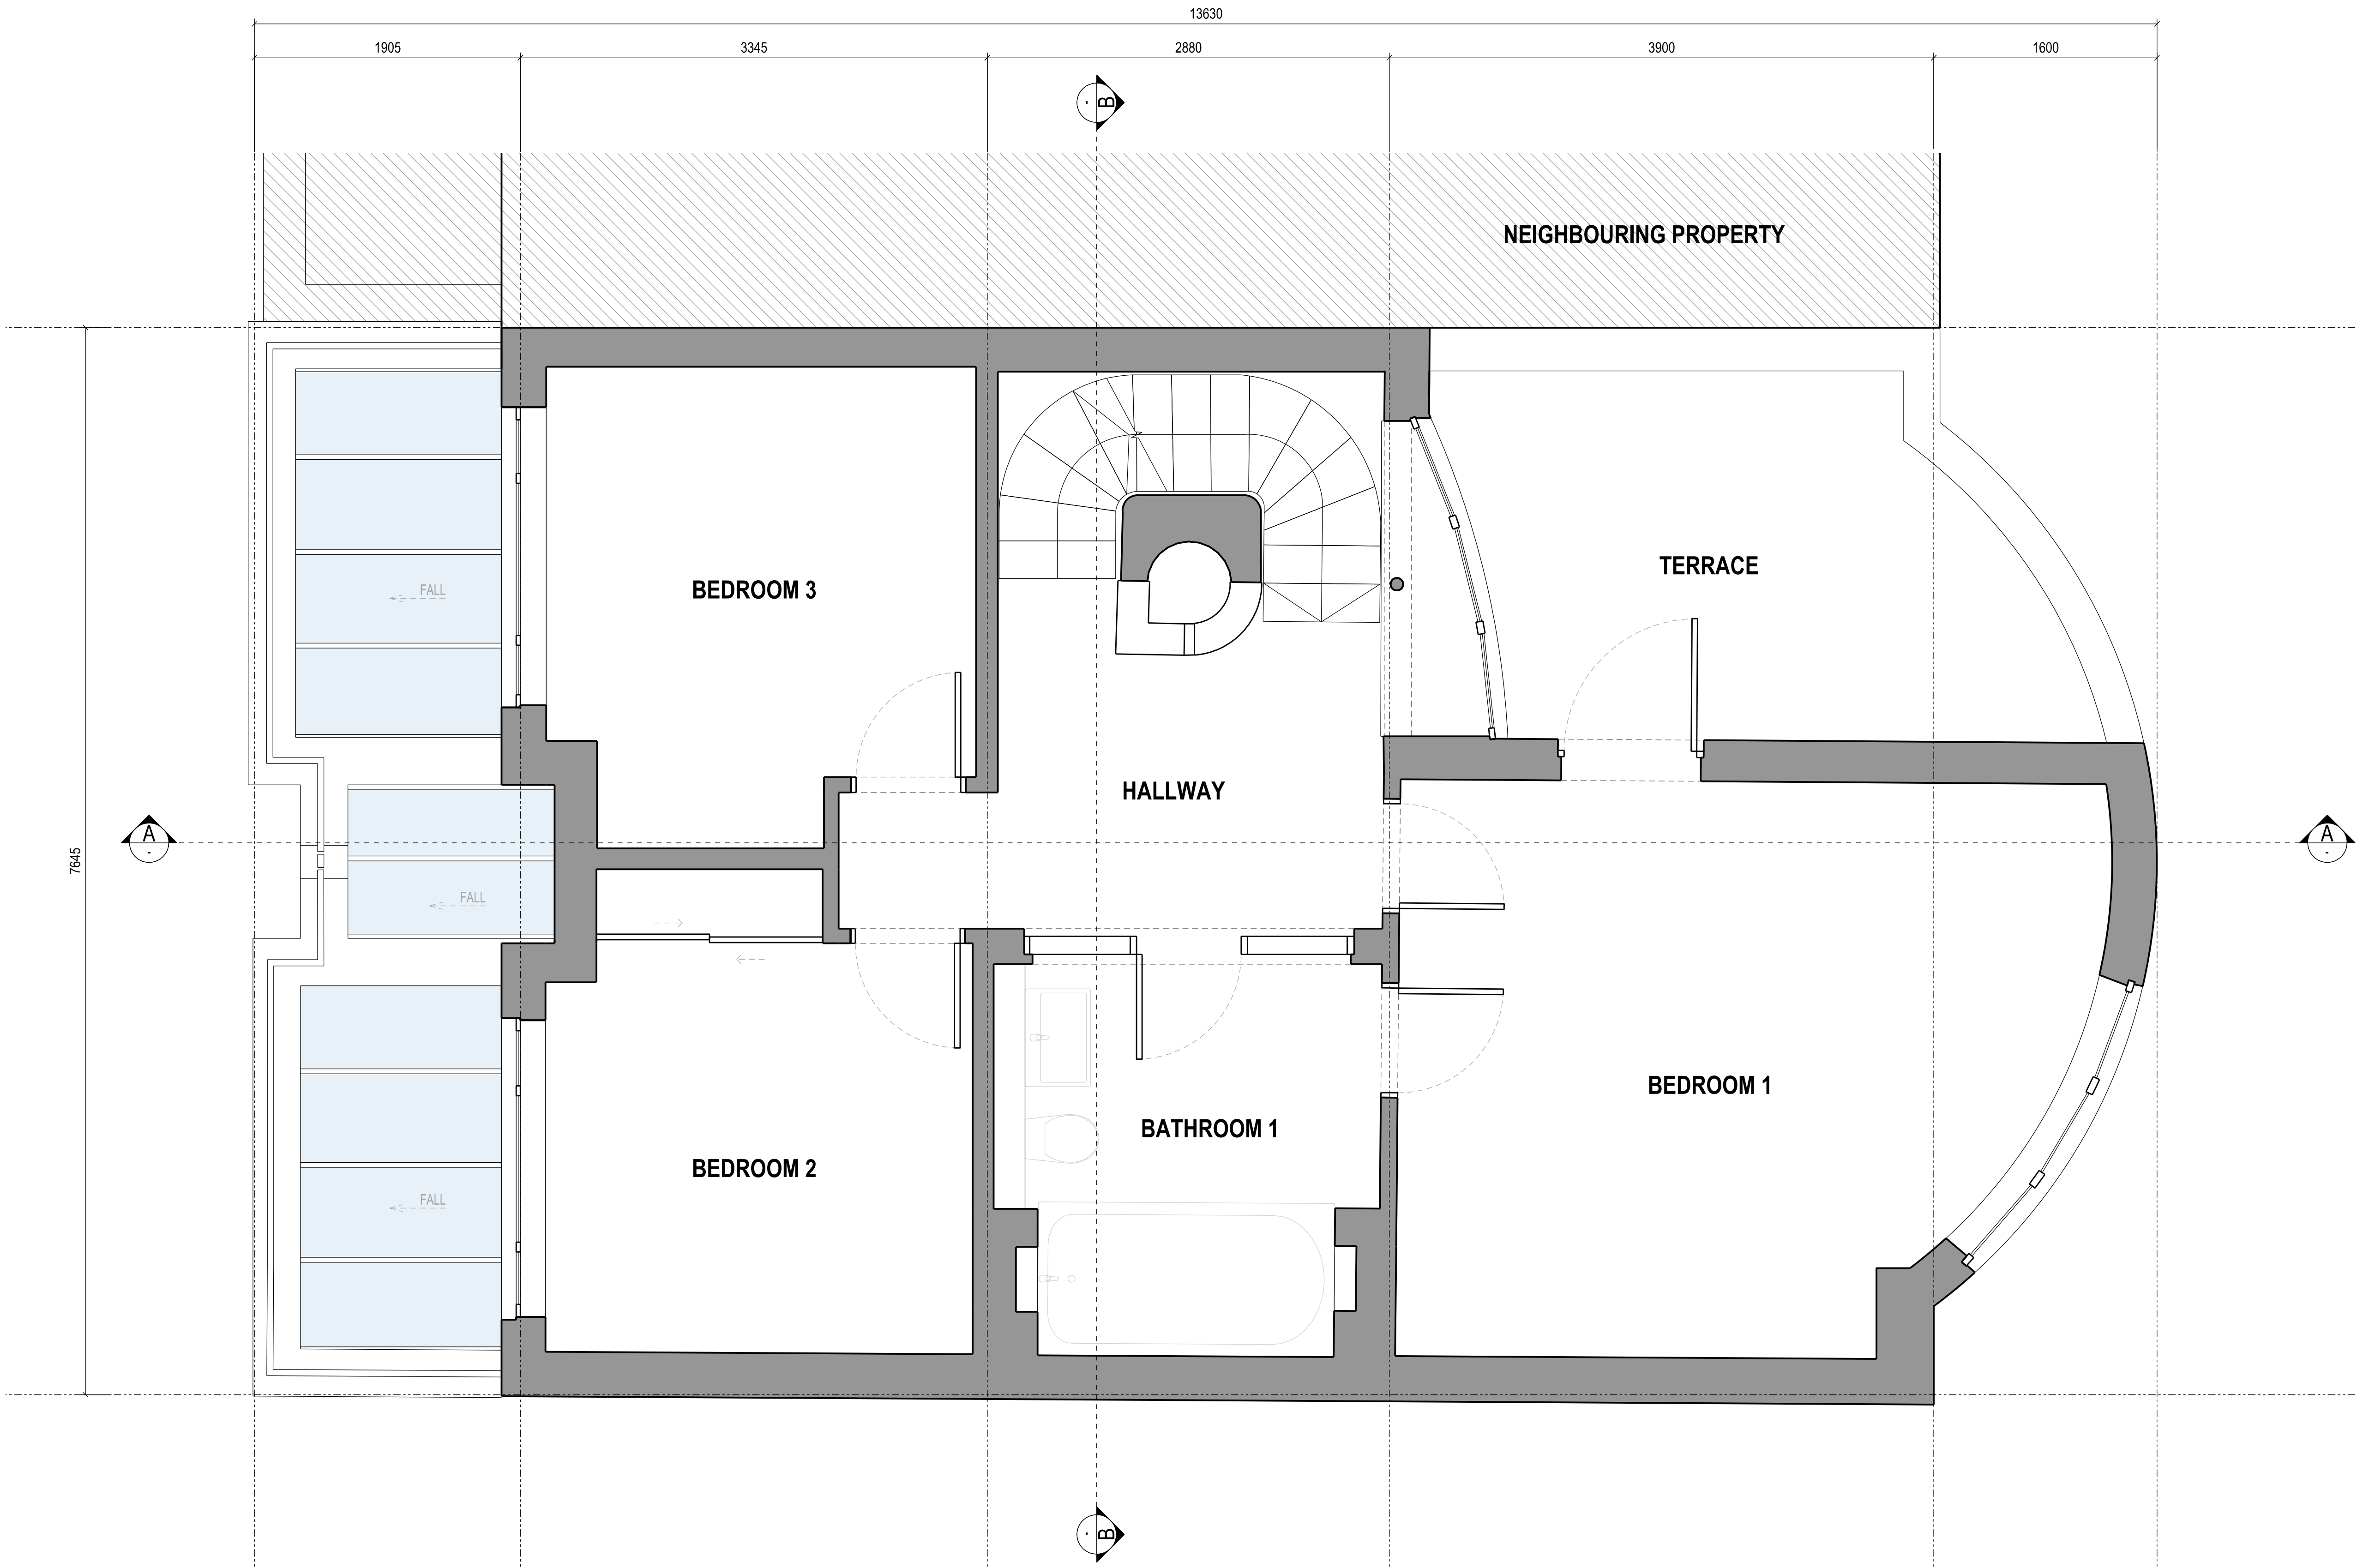 13630
1905 3345 2880 3900 1600
B
NEIGHBOURING PROPERTY
TERRACE
BEDROOM 3
FALL
HALLWAY
A A
7645
FALL
BEDROOM 1
BATHROOM 1
BEDROOM 2
FALL
B